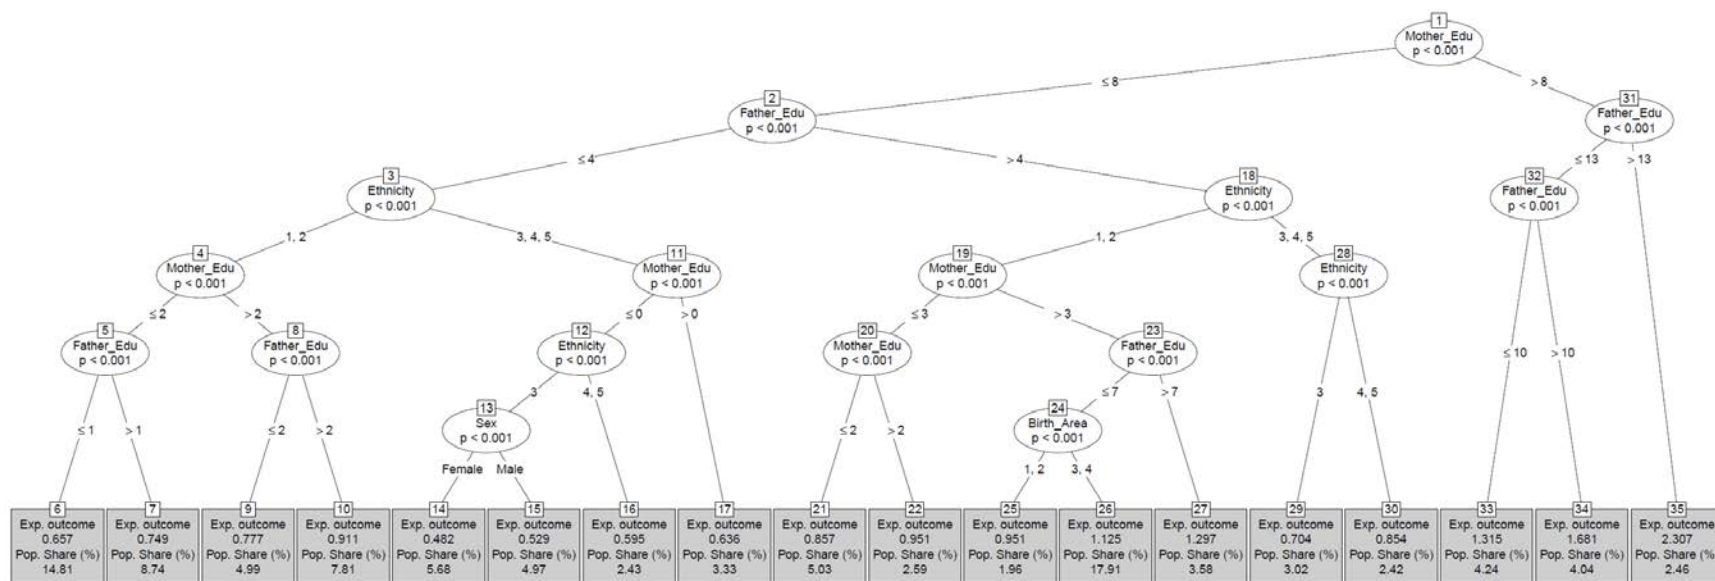 1
Mother_Edu
p < 0.001
≤ 8
> 8
2
Father_Edu
p < 0.001
31
Father_Edu
p < 0.001
≤ 4
> 4
≤ 13
> 13
3
Ethnicity
p < 0.001
18
Ethnicity
p < 0.001
32
Father_Edu
p < 0.001
1, 2
3, 4, 5
1, 2
3, 4, 5
4
Mother_Edu
p < 0.001
11
Mother_Edu
p < 0.001
19
Mother_Edu
p < 0.001
28
Ethnicity
p < 0.001
≤ 2
> 2
≤ 0
> 0
≤ 3
> 3
5
Father_Edu
p < 0.001
8
Father_Edu
p < 0.001
12
Ethnicity
p < 0.001
20
Mother_Edu
p < 0.001
23
Father_Edu
p < 0.001
≤ 10
> 10
3
4, 5
≤ 7
> 7
3
4, 5
13
Sex
p < 0.001
24
Birth_Area
p < 0.001
≤ 1
> 1
≤ 2
> 2
≤ 2
> 2
Female
Male
1, 2
3, 4
6
Exp. outcome
0.657
Pop. Share (%)
14.81
7
Exp. outcome
0.749
Pop. Share (%)
8.74
9
Exp. outcome
0.777
Pop. Share (%)
4.99
10
Exp. outcome
0.911
Pop. Share (%)
7.81
14
Exp. outcome
0.482
Pop. Share (%)
5.68
15
Exp. outcome
0.529
Pop. Share (%)
4.97
16
Exp. outcome
0.595
Pop. Share (%)
2.43
17
Exp. outcome
0.636
Pop. Share (%)
3.33
21
Exp. outcome
0.857
Pop. Share (%)
5.03
22
Exp. outcome
0.951
Pop. Share (%)
2.59
25
Exp. outcome
0.951
Pop. Share (%)
1.96
26
Exp. outcome
1.125
Pop. Share (%)
17.91
27
Exp. outcome
1.297
Pop. Share (%)
3.58
29
Exp. outcome
0.704
Pop. Share (%)
3.02
30
Exp. outcome
0.854
Pop. Share (%)
2.42
33
Exp. outcome
1.315
Pop. Share (%)
4.24
34
Exp. outcome
1.681
Pop. Share (%)
4.04
35
Exp. outcome
2.307
Pop. Share (%)
2.46